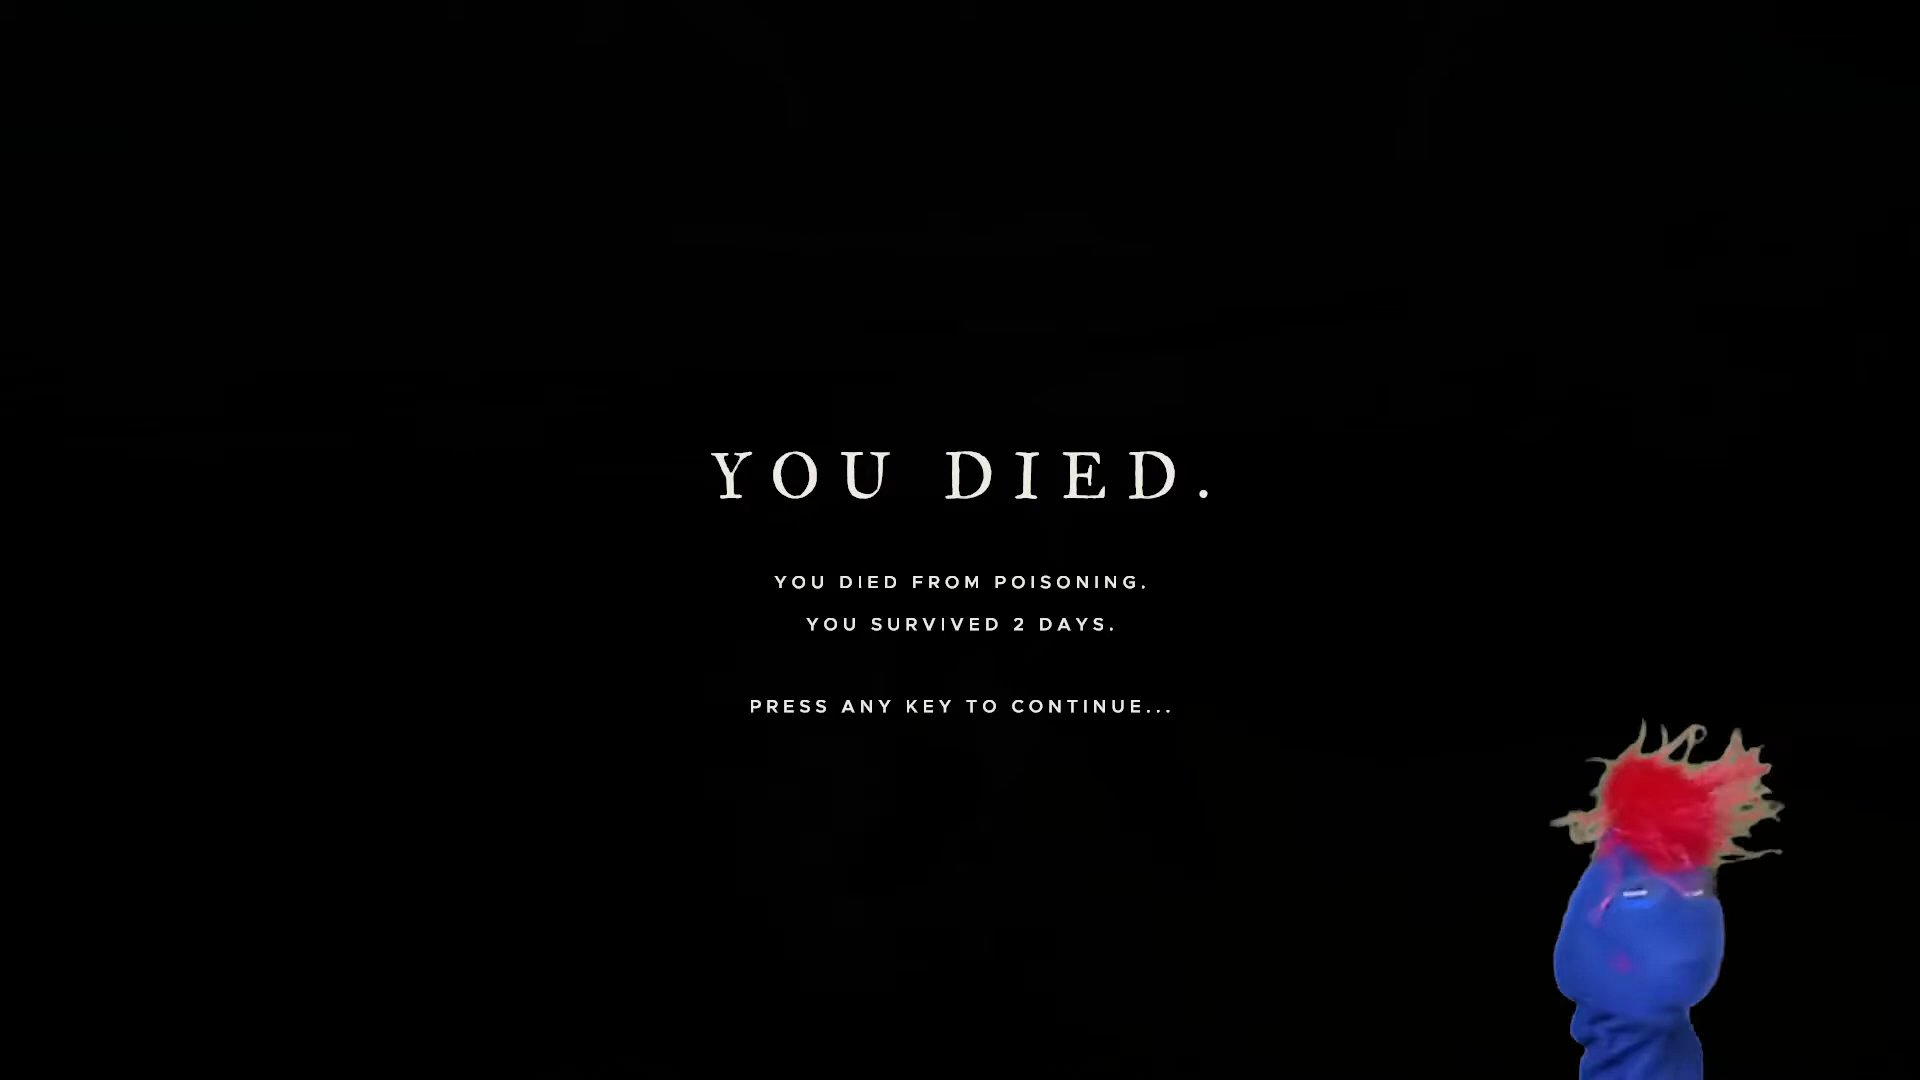 YOU DIED.
YOU DIED FROM POISONING.
YOU SURVIVED 2 DAYS.
PRESS ANY KEY TO CONTINUE...